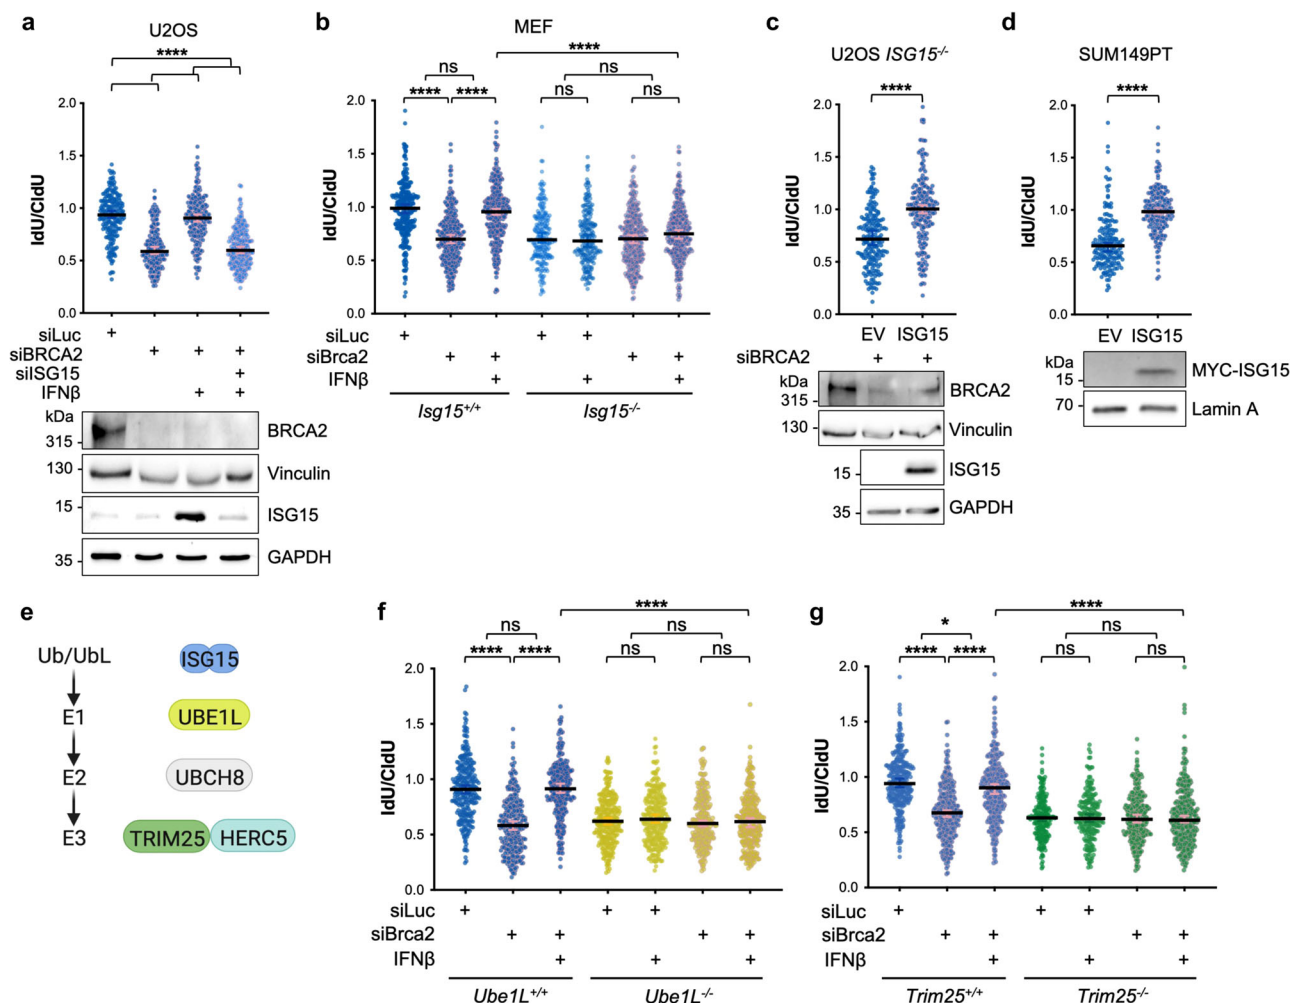 a
U2OS
****
IdU/CldU
2.0
1.5
1.0
0.5
0.0
siLuc +
siBRCA2 + + +
siISG15 +
IFNβ + +
kDa
315
BRCA2
130
Vinculin
15
ISG15
35
GAPDH
b
MEF
****
ns
ns
**** **** ns ns
IdU/CldU
2.0
1.5
1.0
0.5
0.0
siLuc + + +
siBrca2 + + + +
IFNβ + + +
Isg15+/+ Isg15-/-
c
U2OS ISG15-/-
****
IdU/CldU
2.0
1.5
1.0
0.5
0.0
EV ISG15
siBRCA2 + +
kDa
315
BRCA2
130
Vinculin
15
ISG15
35
GAPDH
d
SUM149PT
****
IdU/CldU
2.0
1.5
1.0
0.5
0.0
EV ISG15
kDa
15
MYC-ISG15
70
Lamin A
e
Ub/UbL ISG15
E1 UBE1L
E2 UBCH8
E3 TRIM25 HERC5
f
****
ns
ns
**** **** ns ns
IdU/CldU
2.0
1.5
1.0
0.5
0.0
siLuc + + +
siBrca2 + + + +
IFNβ + + +
Ube1L+/+ Ube1L-/-
g
****
*
ns
**** **** ns ns
IdU/CldU
2.0
1.5
1.0
0.5
0.0
siLuc + + +
siBrca2 + + + +
IFNβ + + +
Trim25+/+ Trim25-/-